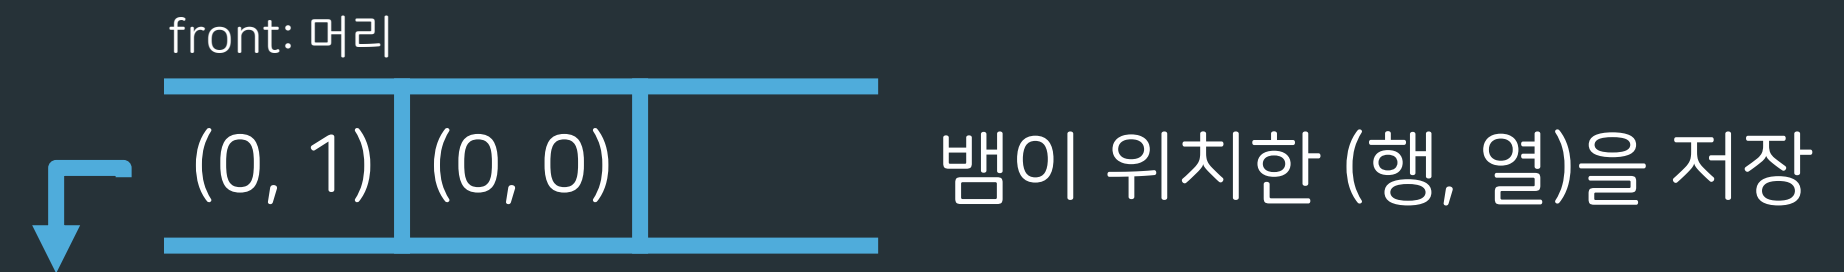 front: 머리
(0, 1) (0, 0) 뱀이 위치한 (행, 열)을 저장